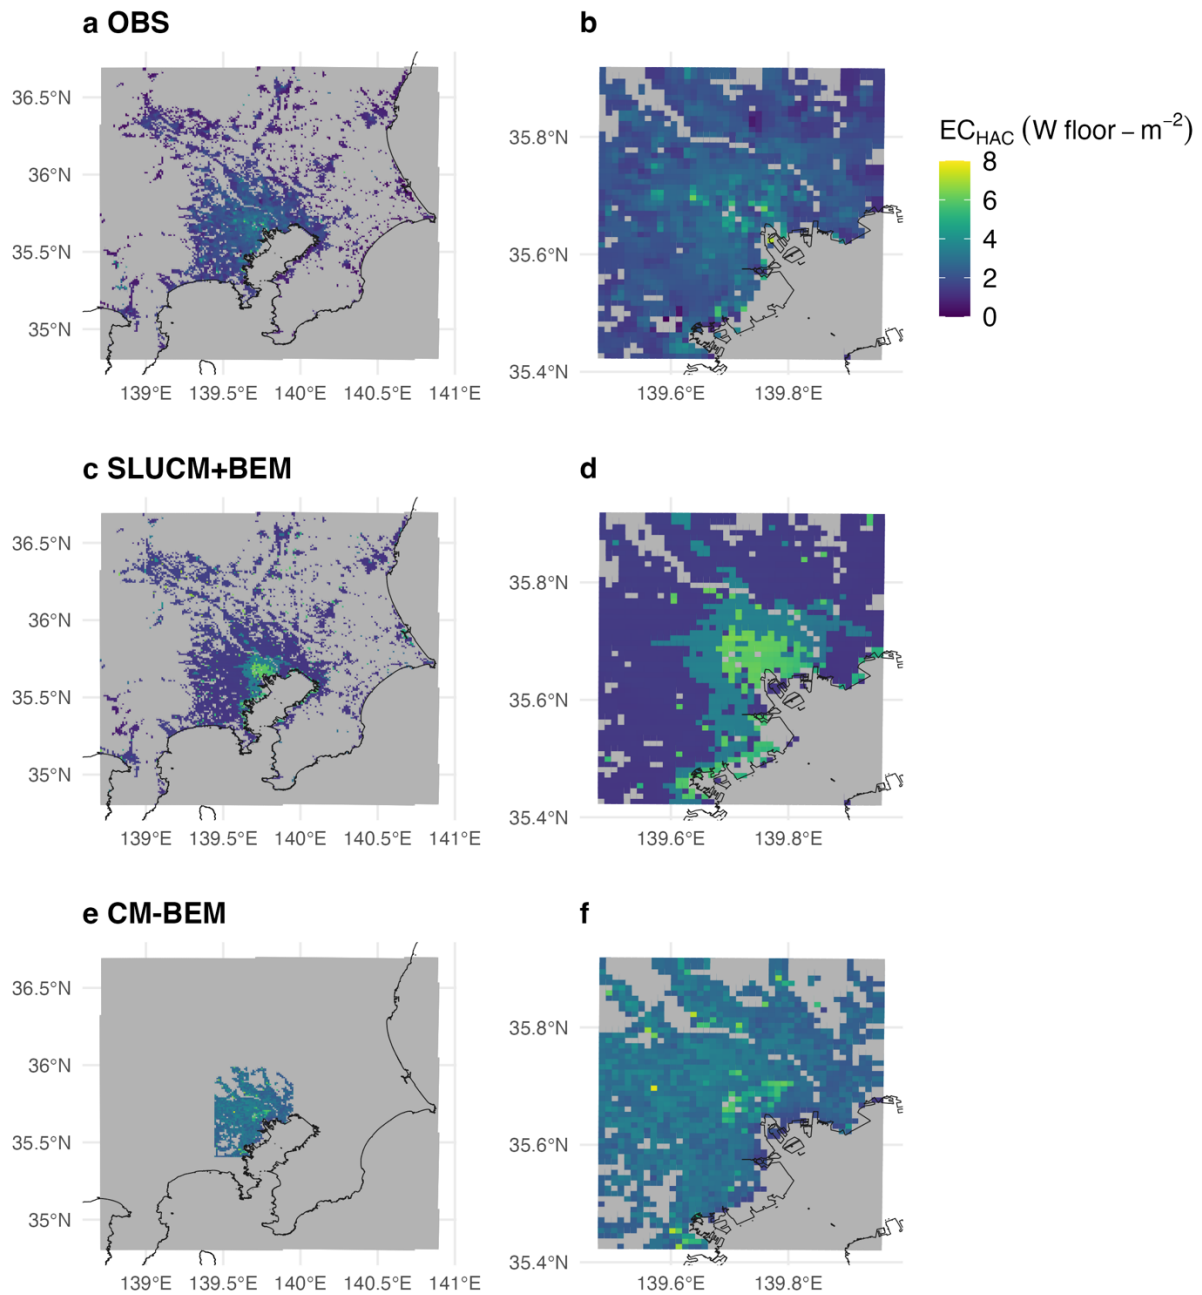 a OBS
b
36.5°N
36°N
35.5°N
35°N
139°E 139.5°E 140°E 140.5°E 141°E
35.8°N
35.6°N
35.4°N
139.6°E 139.8°E
EC_HAC (W floor – m⁻²)
8
6
4
2
0
c SLUCM+BEM
d
36.5°N
36°N
35.5°N
35°N
139°E 139.5°E 140°E 140.5°E 141°E
35.8°N
35.6°N
35.4°N
139.6°E 139.8°E
e CM-BEM
f
36.5°N
36°N
35.5°N
35°N
139°E 139.5°E 140°E 140.5°E 141°E
35.8°N
35.6°N
35.4°N
139.6°E 139.8°E